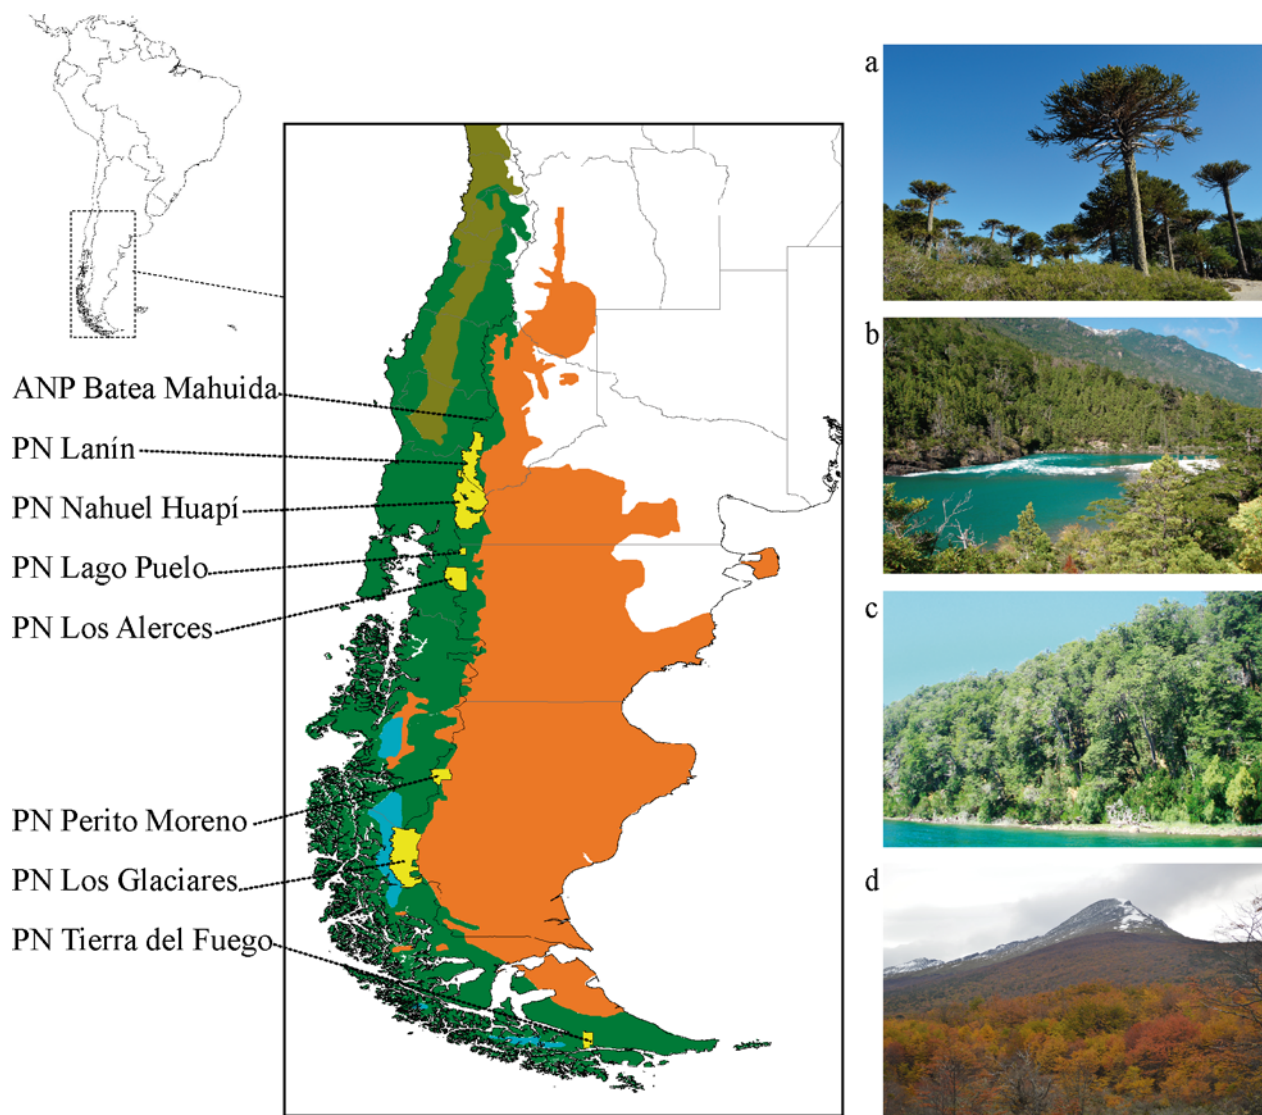 ANP Batea Mahuida
PN Lanín
PN Nahuel Huapí
PN Lago Puelo
PN Los Alerces
PN Perito Moreno
PN Los Glaciares
PN Tierra del Fuego
a
b
c
d